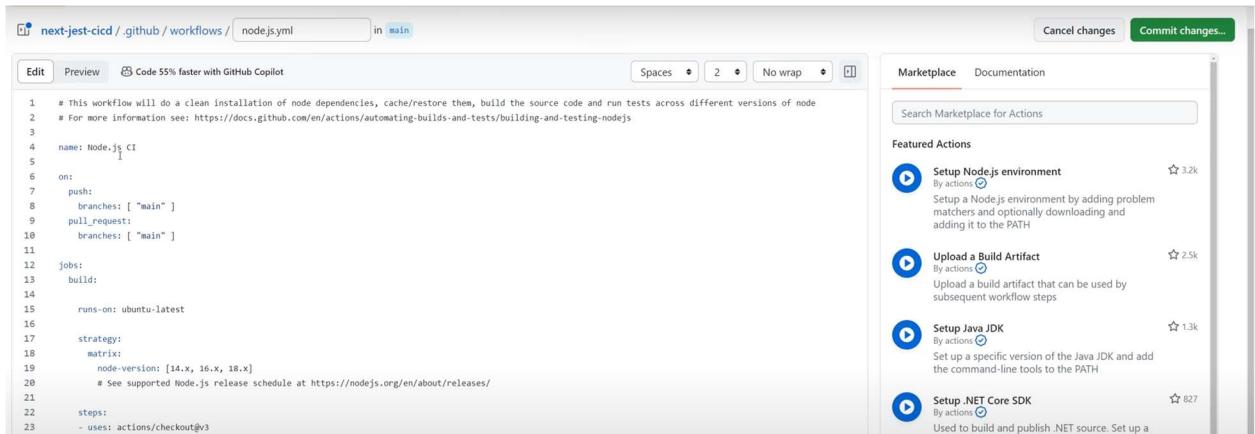 next-jest-cicd / .github / workflows / node.js.yml in main
Cancel changes
Commit changes...
Edit
Preview
Code 55% faster with GitHub Copilot
Spaces
2
No wrap
1 # This workflow will do a clean installation of node dependencies, cache/restore them, build the source code and run tests across different versions of node
2 # For more information see: https://docs.github.com/en/actions/automating-builds-and-tests/building-and-testing-nodejs
3
4 name: Node.js CI
5
6 on:
7 push:
8 branches: [ "main" ]
9 pull_request:
10 branches: [ "main" ]
11
12 jobs:
13 build:
14
15 runs-on: ubuntu-latest
16
17 strategy:
18 matrix:
19 node-version: [14.x, 16.x, 18.x]
20 # See supported Node.js release schedule at https://nodejs.org/en/about/releases/
21
22 steps:
23 - uses: actions/checkout@v3
Marketplace
Documentation
Search Marketplace for Actions
Featured Actions
Setup Node.js environment
3.2k
By actions
Setup a Node.js environment by adding problem
matchers and optionally downloading and
adding it to the PATH
Upload a Build Artifact
2.5k
By actions
Upload a build artifact that can be used by
subsequent workflow steps
Setup Java JDK
1.3k
By actions
Set up a specific version of the Java JDK and add
the command-line tools to the PATH
Setup .NET Core SDK
827
By actions
Used to build and publish .NET source. Set up a